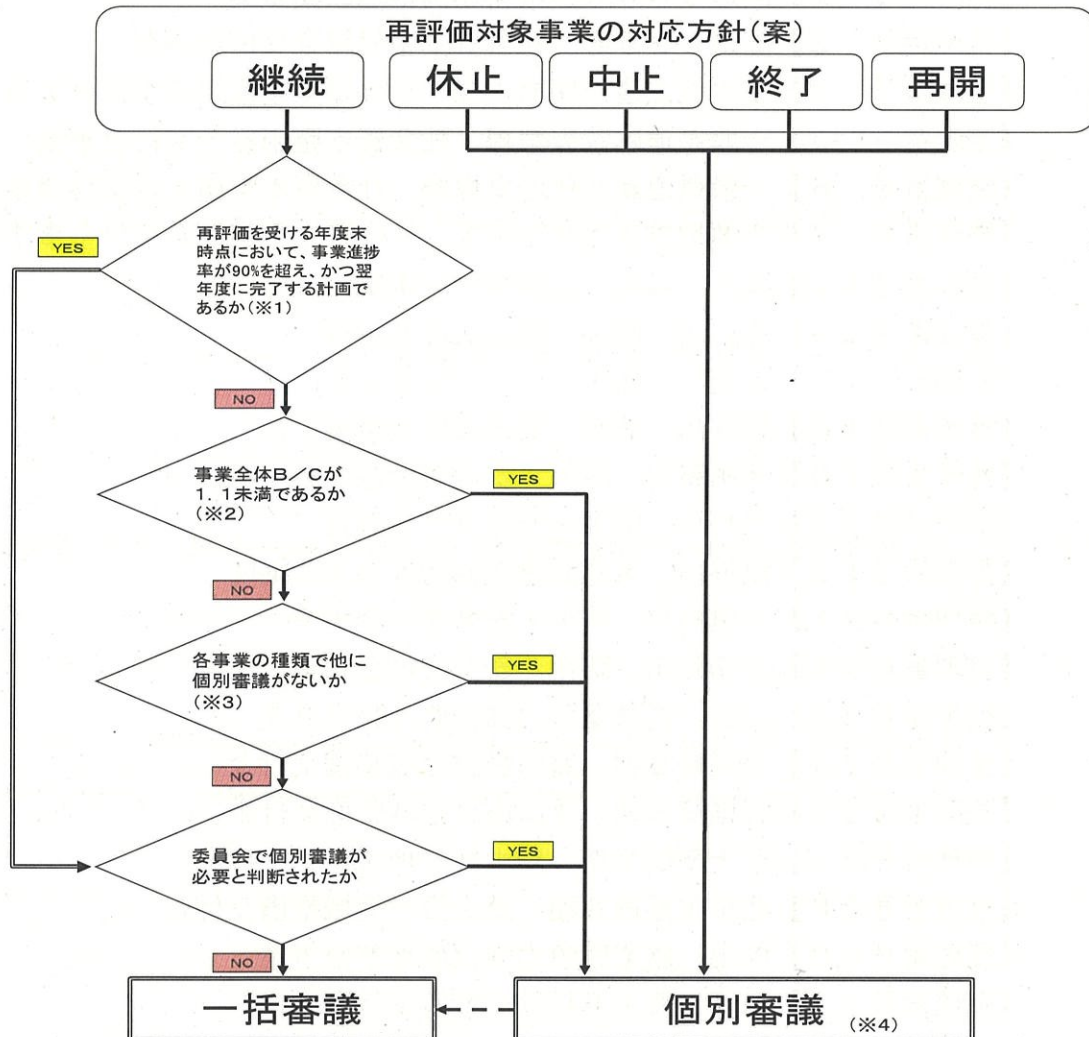 再評価対象事業の対応方針(案)
継続
休止
中止
終了
再開
YES
再評価を受ける年度末
時点において、事業進捗
率が90%を超え、かつ翌
年度に完了する計画で
あるか(※1)
NO
事業全体B/Cが
1.1未満であるか
(※2)
YES
NO
各事業の種類で他に
個別審議がないか
(※3)
YES
NO
委員会で個別審議が
必要と判断されたか
YES
NO
一括審議
個別審議 (※4)